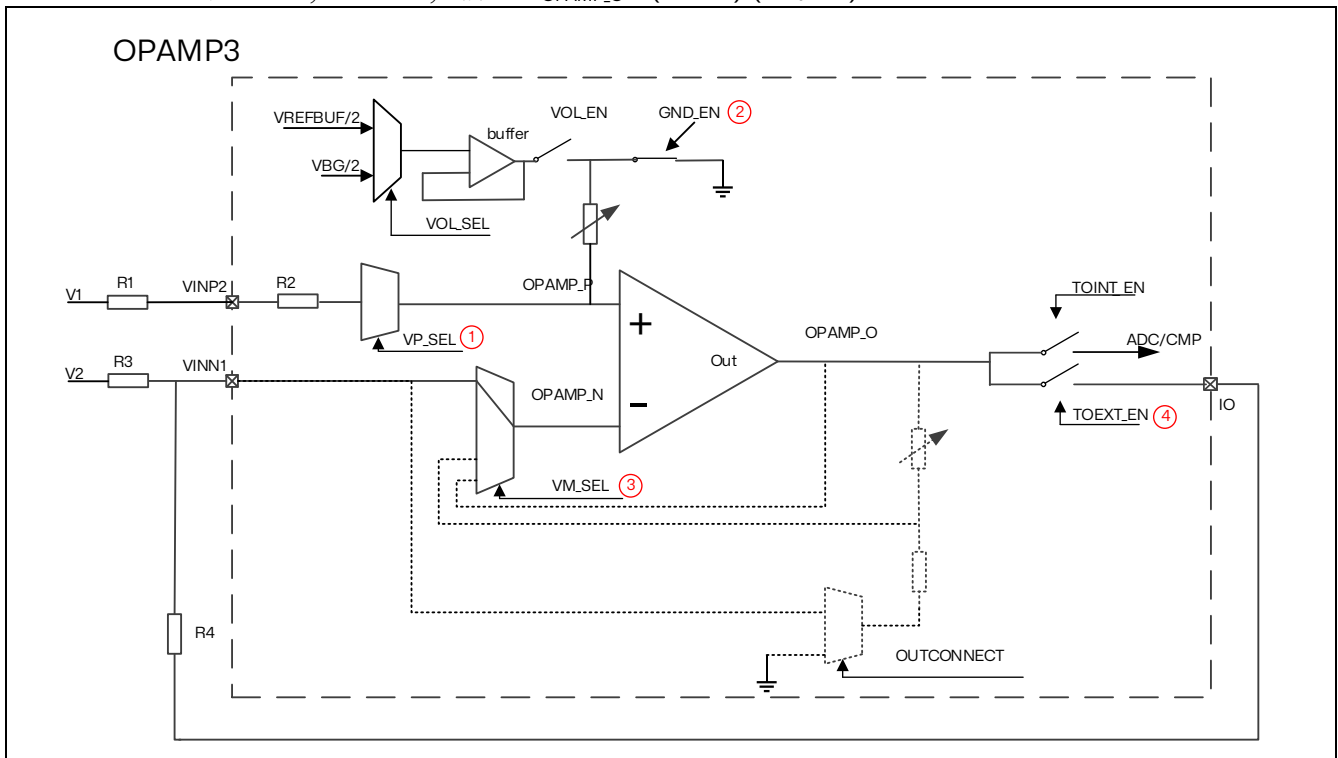 OPAMP3
VREFBUF/2
VBG/2
buffer
VOL_EN
GND_EN 2
VOL_SEL
V1
R1
VINP2
R2
OPAMP_P
VP_SEL 1
V2
R3
VINN1
OPAMP_N
+
−
Out
OPAMP_O
TOINT_EN
ADC/CMP
IO
TOEXT_EN 4
VM_SEL 3
R4
OUTCONNECT